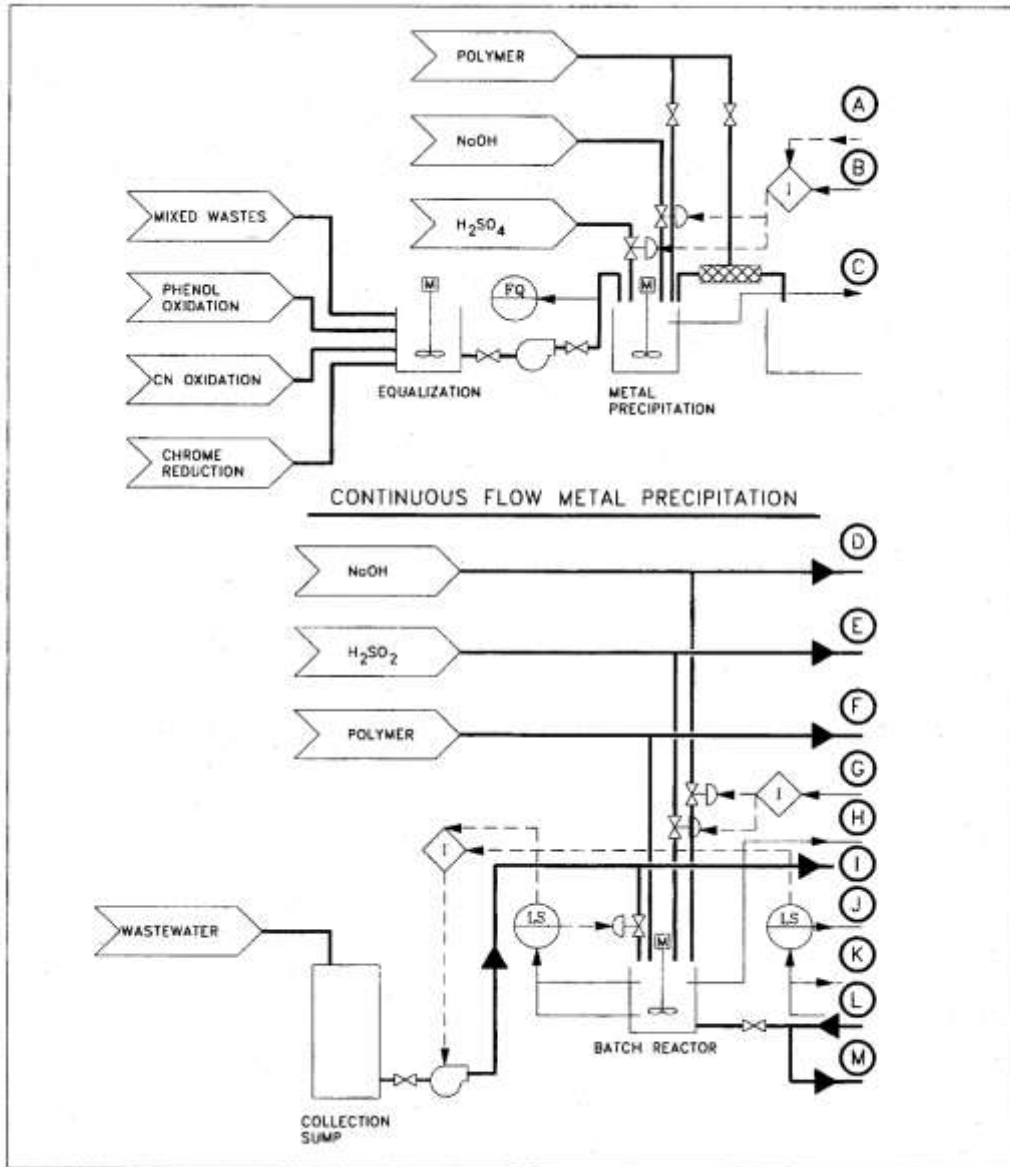 POLYMER
A
NaOH
B
I
MIXED WASTES
H₂SO₄
C
PHENOL
OXIDATION
M
FQ
M
CN OXIDATION
EQUALIZATION
METAL
PRECIPITATION
CHROME
REDUCTION
CONTINUOUS FLOW METAL PRECIPITATION
D
NaOH
E
H₂SO₂
F
POLYMER
G
I
H
I
I
J
LS
LS
WASTEWATER
M
K
L
BATCH REACTOR
M
COLLECTION
SUMP